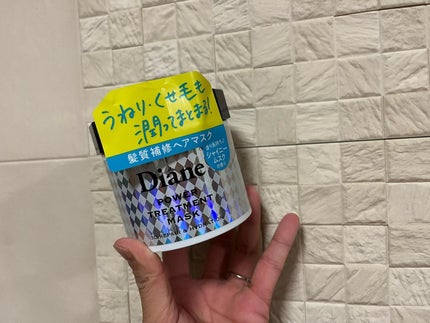 うねり・くせ毛も
潤ってまとまる!
髪質補修ヘアマスク
シャイニー
ムスク
Diane
POWER
TREATMENT
MASK